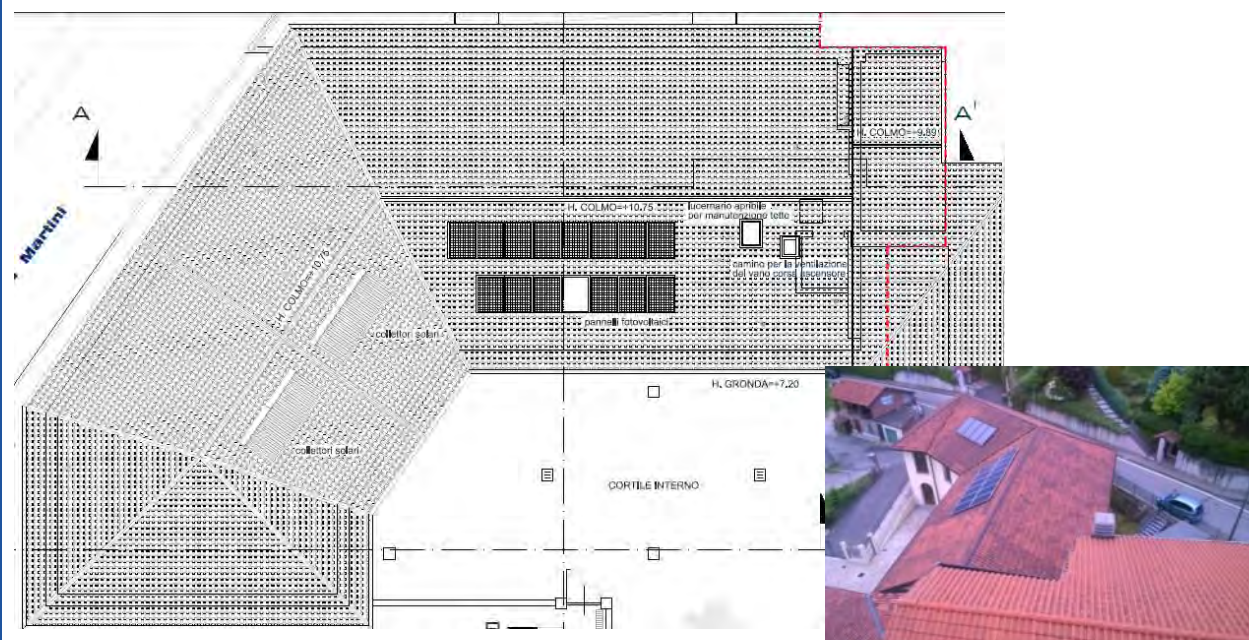 A
A'
H. COLMO=+9.89
Martini
H. COLMO=+10.75
lucernario apribile
per manutenzione tetto
camino per la ventilazione
del vano corsa ascensore
H. COLMO=+10.75
collettori solari
pannelli fotovoltaici
H. GRONDA=+7.20
collettori solari
CORTILE INTERNO